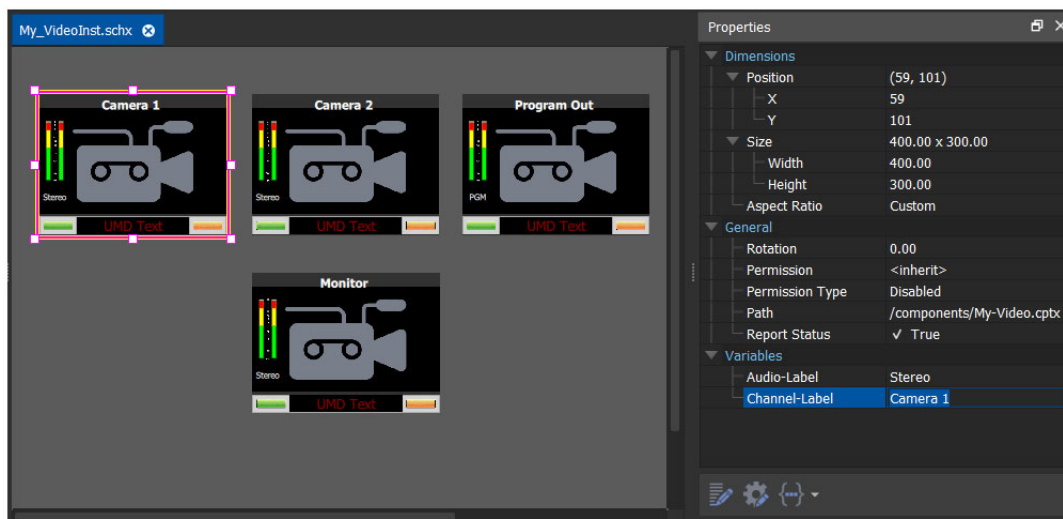 My_VideoInst.schx
Camera 1
Stereo
UMD Text
Camera 2
Stereo
UMD Text
Program Out
PGM
UMD Text
Monitor
Stereo
UMD Text
Properties
Dimensions
Position (59, 101)
X 59
Y 101
Size 400.00 x 300.00
Width 400.00
Height 300.00
Aspect Ratio Custom
General
Rotation 0.00
Permission <inherit>
Permission Type Disabled
Path /components/My-Video.cptx
Report Status ✓ True
Variables
Audio-Label Stereo
Channel-Label Camera 1